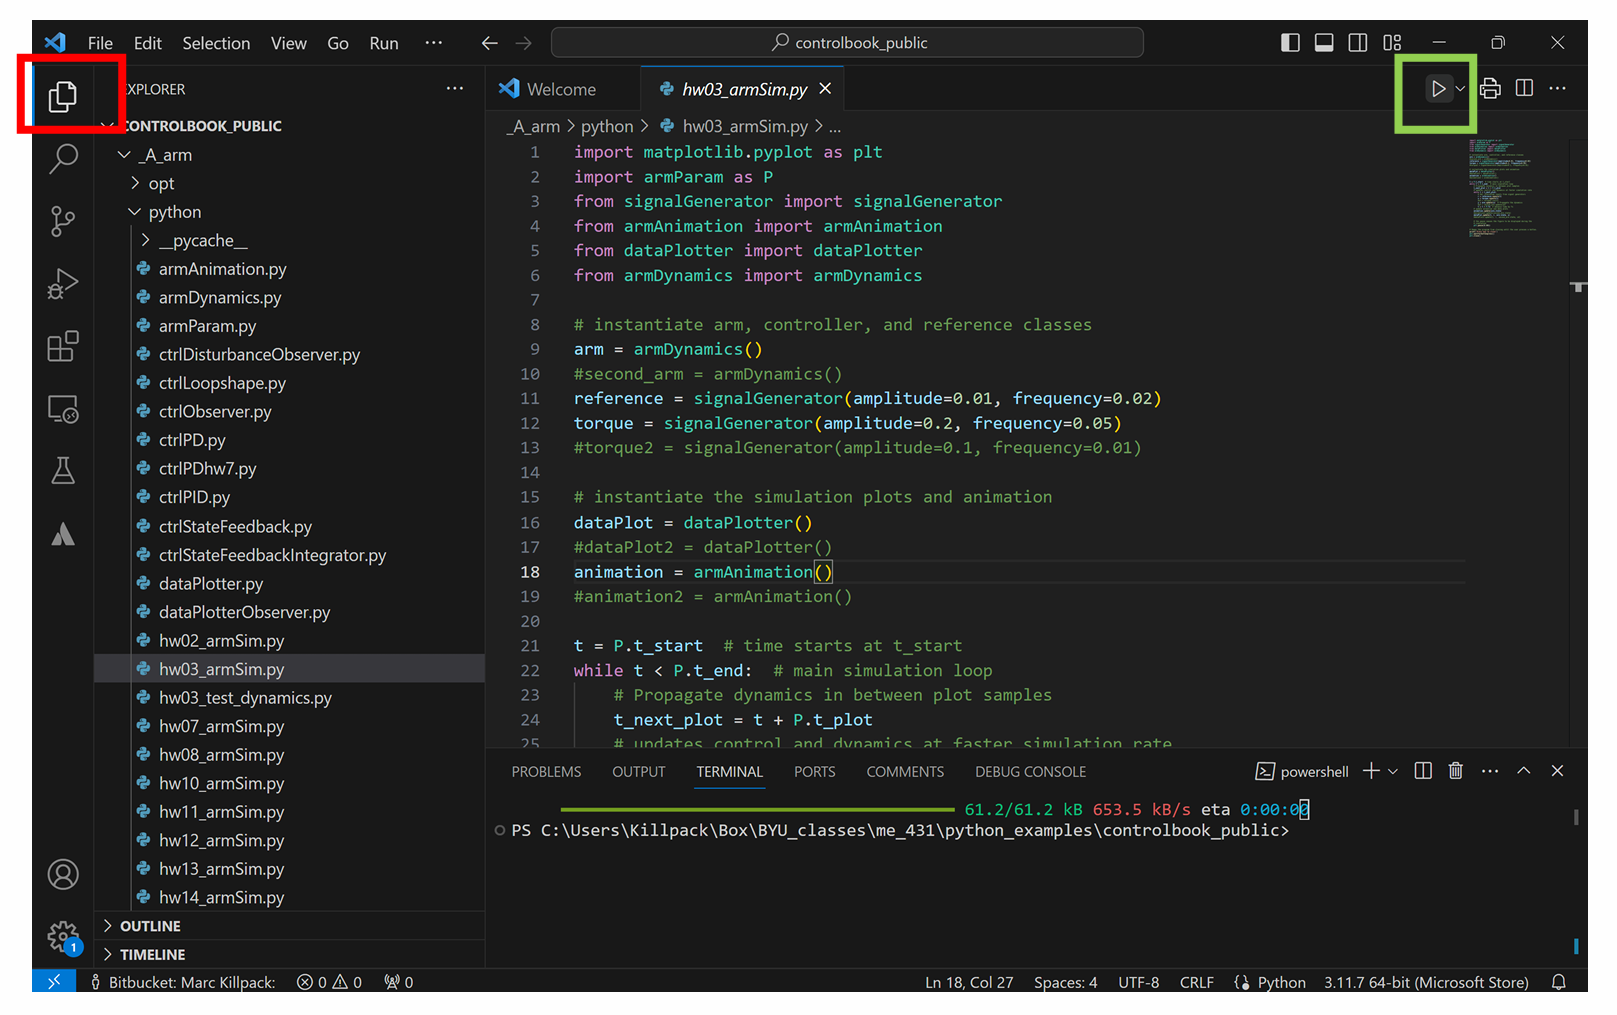 File Edit Selection View Go Run ··· controlbook_public
EXPLORER ···
CONTROLBOOK_PUBLIC
_A_arm
opt
python
__pycache__
armAnimation.py
armDynamics.py
armParam.py
ctrlDisturbanceObserver.py
ctrlLoopshape.py
ctrlObserver.py
ctrlPD.py
ctrlPDhw7.py
ctrlPID.py
ctrlStateFeedback.py
ctrlStateFeedbackIntegrator.py
dataPlotter.py
dataPlotterObserver.py
hw02_armSim.py
hw03_armSim.py
hw03_test_dynamics.py
hw07_armSim.py
hw08_armSim.py
hw10_armSim.py
hw11_armSim.py
hw12_armSim.py
hw13_armSim.py
hw14_armSim.py
OUTLINE
TIMELINE
1
Welcome hw03_armSim.py
_A_arm > python > hw03_armSim.py > ...
1 import matplotlib.pyplot as plt
2 import armParam as P
3 from signalGenerator import signalGenerator
4 from armAnimation import armAnimation
5 from dataPlotter import dataPlotter
6 from armDynamics import armDynamics
7
8 # instantiate arm, controller, and reference classes
9 arm = armDynamics()
10 #second_arm = armDynamics()
11 reference = signalGenerator(amplitude=0.01, frequency=0.02)
12 torque = signalGenerator(amplitude=0.2, frequency=0.05)
13 #torque2 = signalGenerator(amplitude=0.1, frequency=0.01)
14
15 # instantiate the simulation plots and animation
16 dataPlot = dataPlotter()
17 #dataPlot2 = dataPlotter()
18 animation = armAnimation()
19 #animation2 = armAnimation()
20
21 t = P.t_start # time starts at t_start
22 while t < P.t_end: # main simulation loop
23 # Propagate dynamics in between plot samples
24 t_next_plot = t + P.t_plot
25 # updates control and dynamics at faster simulation rate
PROBLEMS OUTPUT TERMINAL PORTS COMMENTS DEBUG CONSOLE powershell
61.2/61.2 kB 653.5 kB/s eta 0:00:00
PS C:\Users\Killpack\Box\BYU_classes\me_431\python_examples\controlbook_public>
Bitbucket: Marc Killpack: 0 0 0 Ln 18, Col 27 Spaces: 4 UTF-8 CRLF Python 3.11.7 64-bit (Microsoft Store)